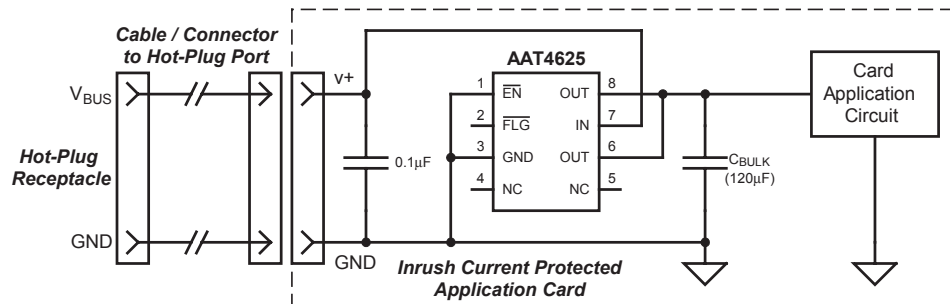 Cable / Connector
to Hot-Plug Port
V+
AAT4625
VBUS
1
EN
OUT
8
2
FLG
IN
7
3
GND
OUT
6
4
NC
NC
5
Hot-Plug
Receptacle
0.1µF
CBULK
(120µF)
Card
Application
Circuit
GND
GND
Inrush Current Protected
Application Card